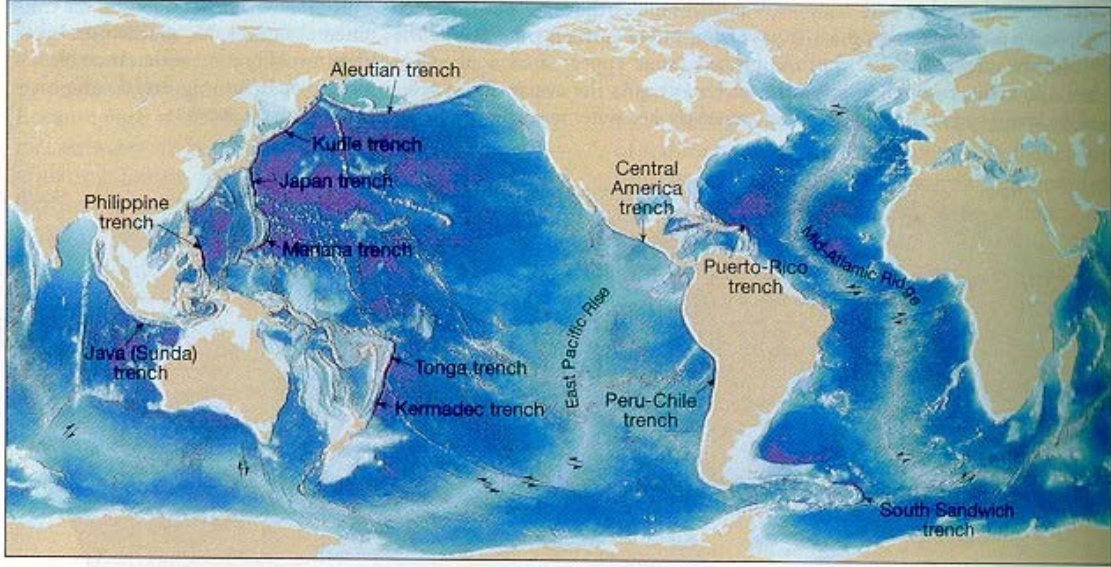 Aleutian trench
Kurile trench
Japan trench
Central
America
trench
Philippine
trench
Mariana trench
Mid-Atlantic Ridge
Puerto-Rico
trench
East Pacific Rise
Java (Sunda)
trench
Tonga trench
Kermadec trench
Peru-Chile
trench
South Sandwich
trench